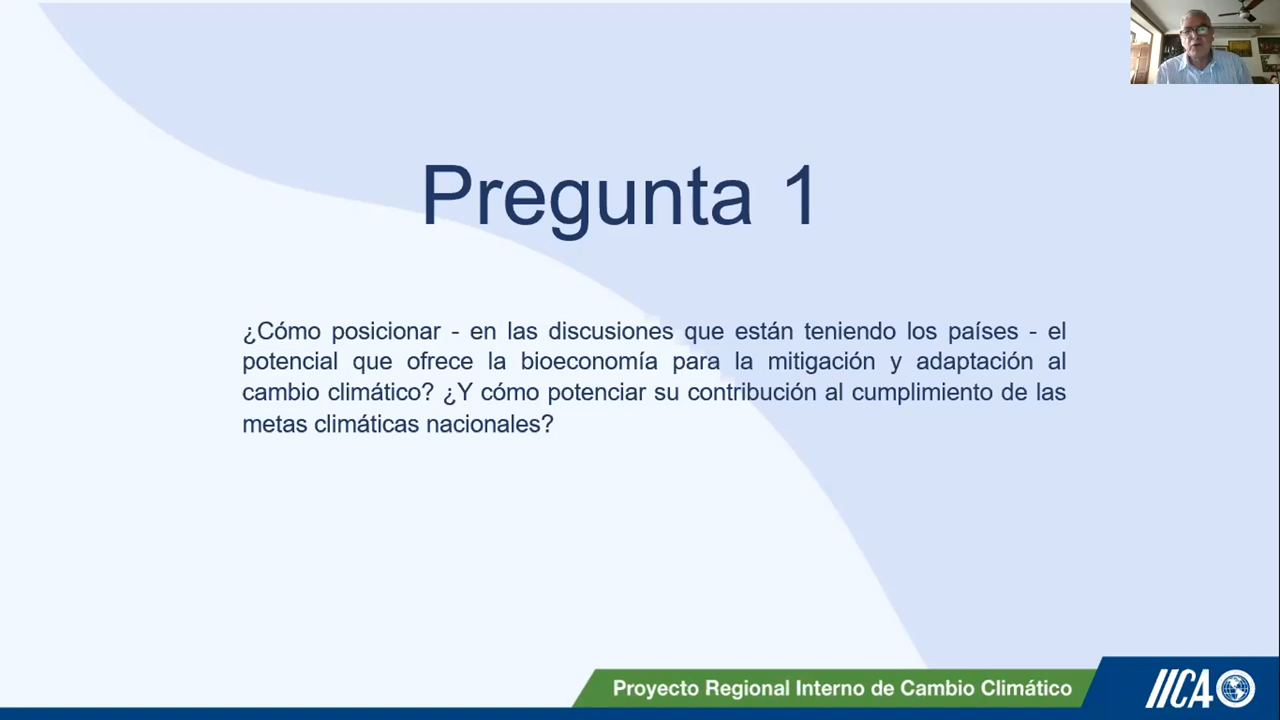 Pregunta 1
¿Cómo posicionar - en las discusiones que están teniendo los países - el
potencial que ofrece la bioeconomía para la mitigación y adaptación al
cambio climático? ¿Y cómo potenciar su contribución al cumplimiento de las
metas climáticas nacionales?
Proyecto Regional Interno de Cambio Climático
IICA